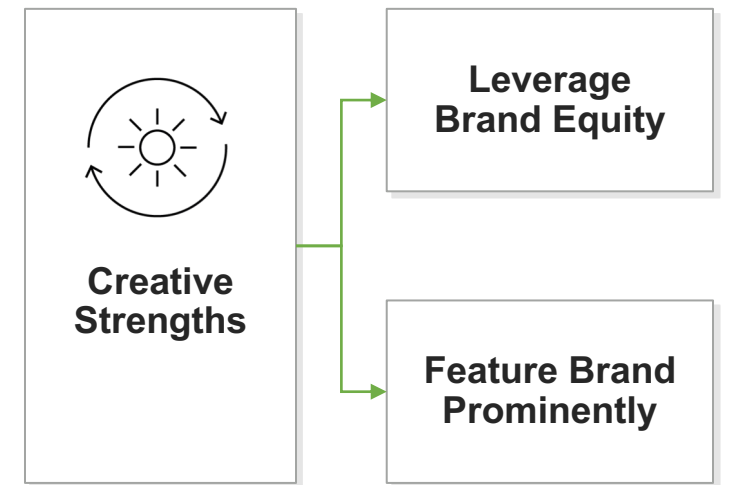 Creative
Strengths
Leverage
Brand Equity
Feature Brand
Prominently